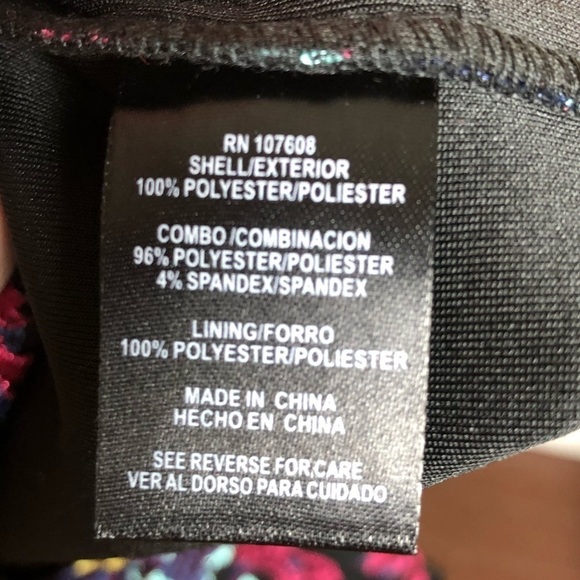 RN 107608
SHELL/EXTERIOR
100% POLYESTER/POLIESTER
COMBO/COMBINACION
96% POLYESTER/POLIESTER
4% SPANDEX/SPANDEX
LINING/FORRO
100% POLYESTER/POLIESTER
MADE IN CHINA
HECHO EN CHINA
SEE REVERSE FOR,CARE
VER AL DORSO PARA CUIDADO